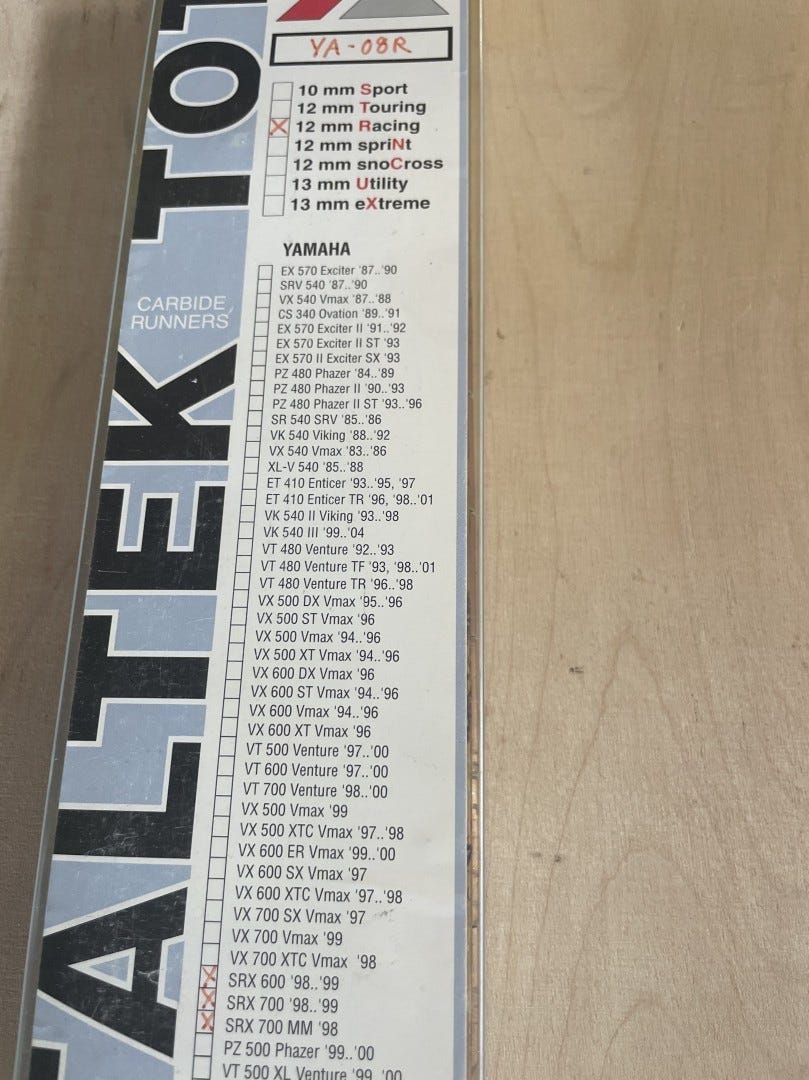 YA-08R
10 mm Sport
12 mm Touring
12 mm Racing
12 mm spriNt
12 mm snoCross
13 mm Utility
13 mm eXtreme
YAMAHA
EX 570 Exciter '87..'90
SRV 540 '87..'90
VX 540 Vmax '87..'88
CS 340 Ovation '89..'91
EX 570 Exciter II '91..'92
EX 570 Exciter II ST '93
EX 570 II Exciter SX '93
PZ 480 Phazer '84..'89
PZ 480 Phazer II '90..'93
PZ 480 Phazer II ST '93..'96
SR 540 SRV '85..'86
VK 540 Viking '88..'92
VX 540 Vmax '83..'86
XL-V 540 '85..'88
ET 410 Enticer '93..'95, '97
ET 410 Enticer TR '96, '98..'01
VK 540 II Viking '93..'98
VK 540 III '99..'04
VT 480 Venture '92..'93
VT 480 Venture TF '93, '98..'01
VT 480 Venture TR '96..'98
VX 500 DX Vmax '95..'96
VX 500 ST Vmax '96
VX 500 Vmax '94..'96
VX 500 XT Vmax '94..'96
VX 600 DX Vmax '96
VX 600 ST Vmax '94..'96
VX 600 Vmax '94..'96
VX 600 XT Vmax '96
VT 500 Venture '97..'00
VT 600 Venture '97..'00
VT 700 Venture '98..'00
VX 500 Vmax '99
VX 500 XTC Vmax '97..'98
VX 600 ER Vmax '99..'00
VX 600 SX Vmax '97
VX 600 XTC Vmax '97..'98
VX 700 SX Vmax '97
VX 700 Vmax '99
VX 700 XTC Vmax '98
SRX 600 '98..'99
SRX 700 '98..'99
SRX 700 MM '98
PZ 500 Phazer '99..'00
VT 500 XL Venture '99..'00
CARBIDE
RUNNERS
ALTEK TO